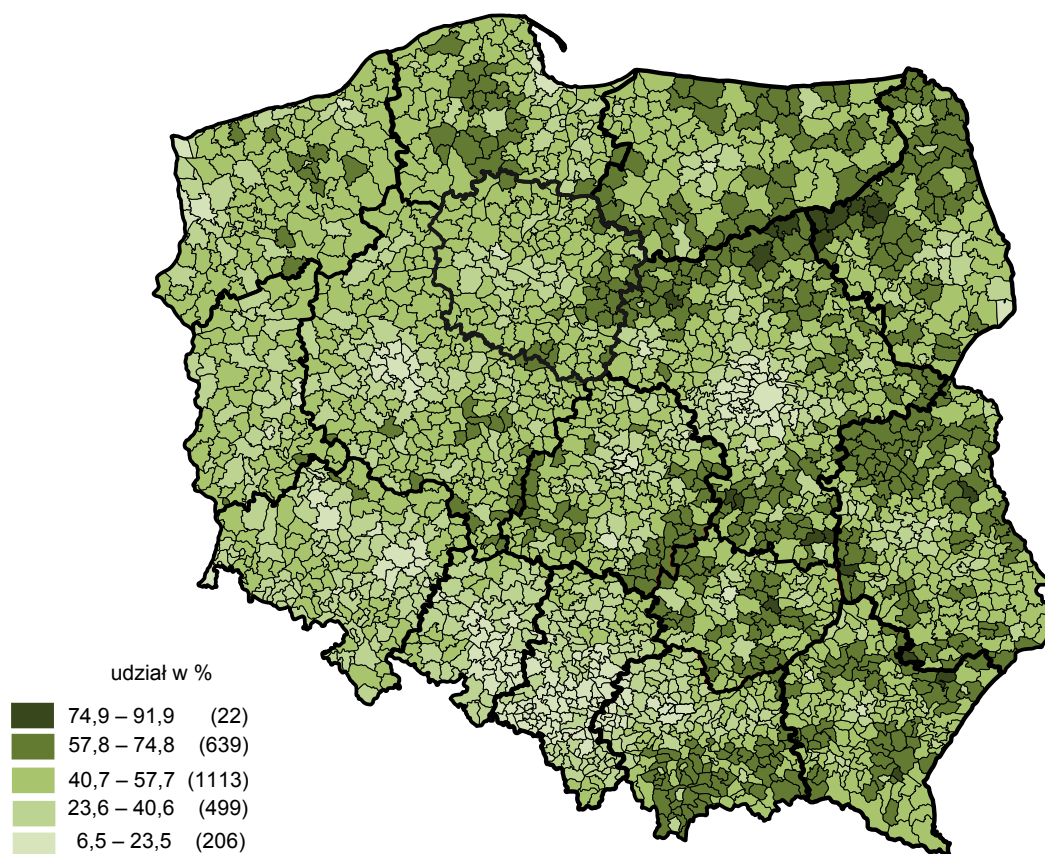 udział w %
74,9 – 91,9 (22)
57,8 – 74,8 (639)
40,7 – 57,7 (1113)
23,6 – 40,6 (499)
6,5 – 23,5 (206)